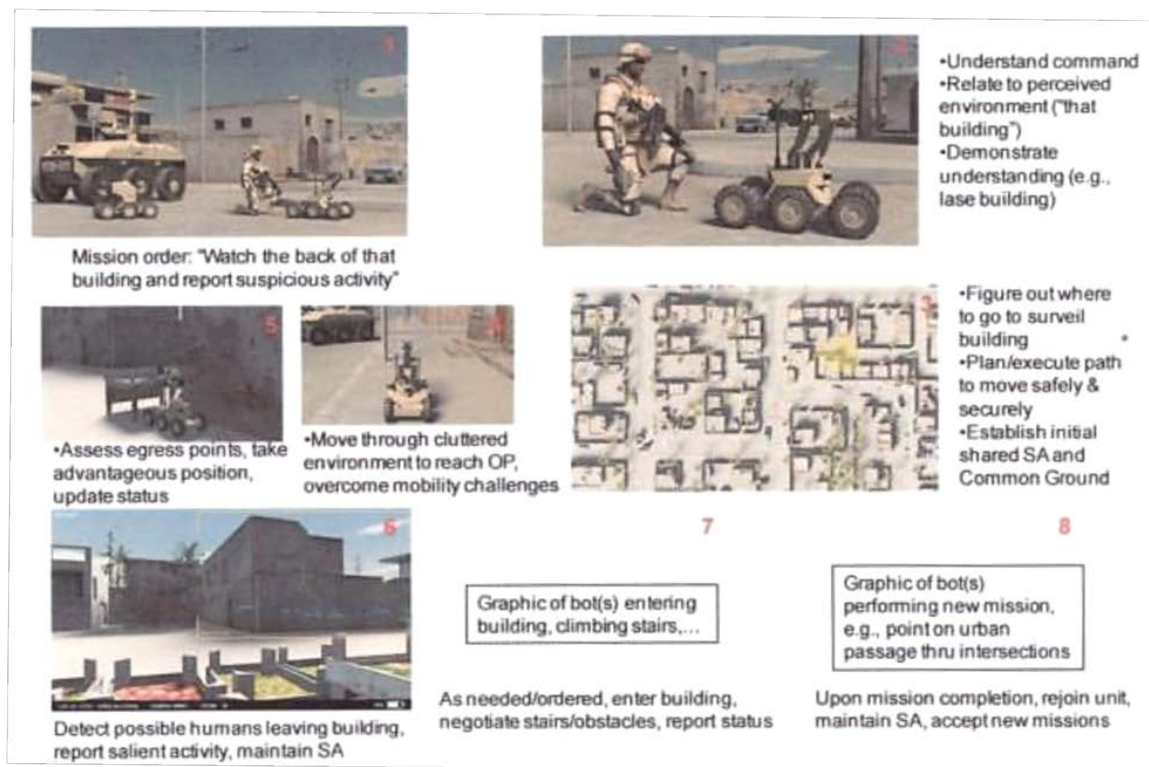 1
Mission order: "Watch the back of that
building and report suspicious activity"
2
•Understand command
•Relate to perceived
environment ("that
building")
•Demonstrate
understanding (e.g.,
lase building)
3
•Figure out where
to go to surveil
building
•Plan/execute path
to move safely &
securely
•Establish initial
shared SA and
Common Ground
4
•Move through cluttered
environment to reach OP,
overcome mobility challenges
5
•Assess egress points, take
advantageous position,
update status
6
Detect possible humans leaving building,
report salient activity, maintain SA
7
Graphic of bot(s) entering
building, climbing stairs,...
As needed/ordered, enter building,
negotiate stairs/obstacles, report status
8
Graphic of bot(s)
performing new mission,
e.g., point on urban
passage thru intersections
Upon mission completion, rejoin unit,
maintain SA, accept new missions